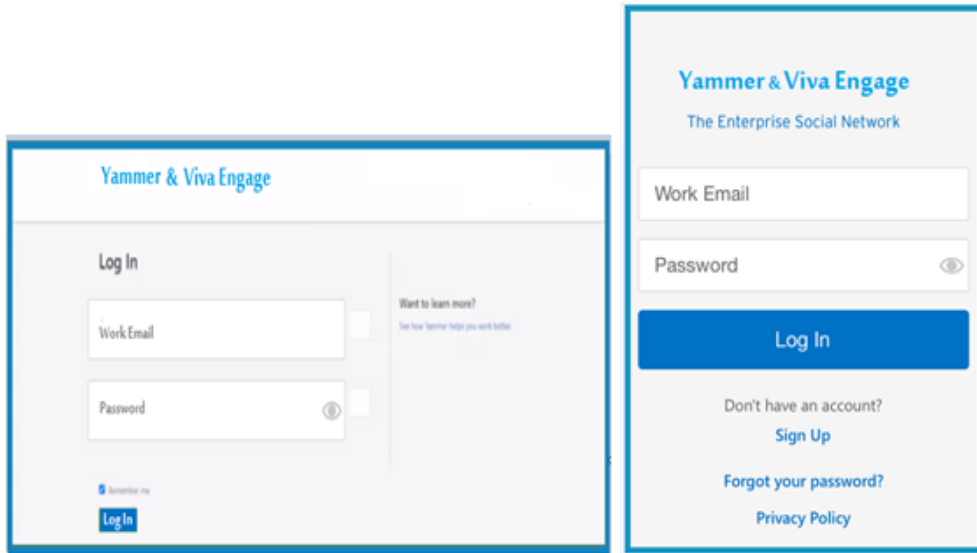 Yammer & Viva Engage
Log In
Work Email
Password
Remember me
Log In
Want to learn more?
See how Yammer helps you work better.
Yammer & Viva Engage
The Enterprise Social Network
Work Email
Password
Log In
Don't have an account?
Sign Up
Forgot your password?
Privacy Policy